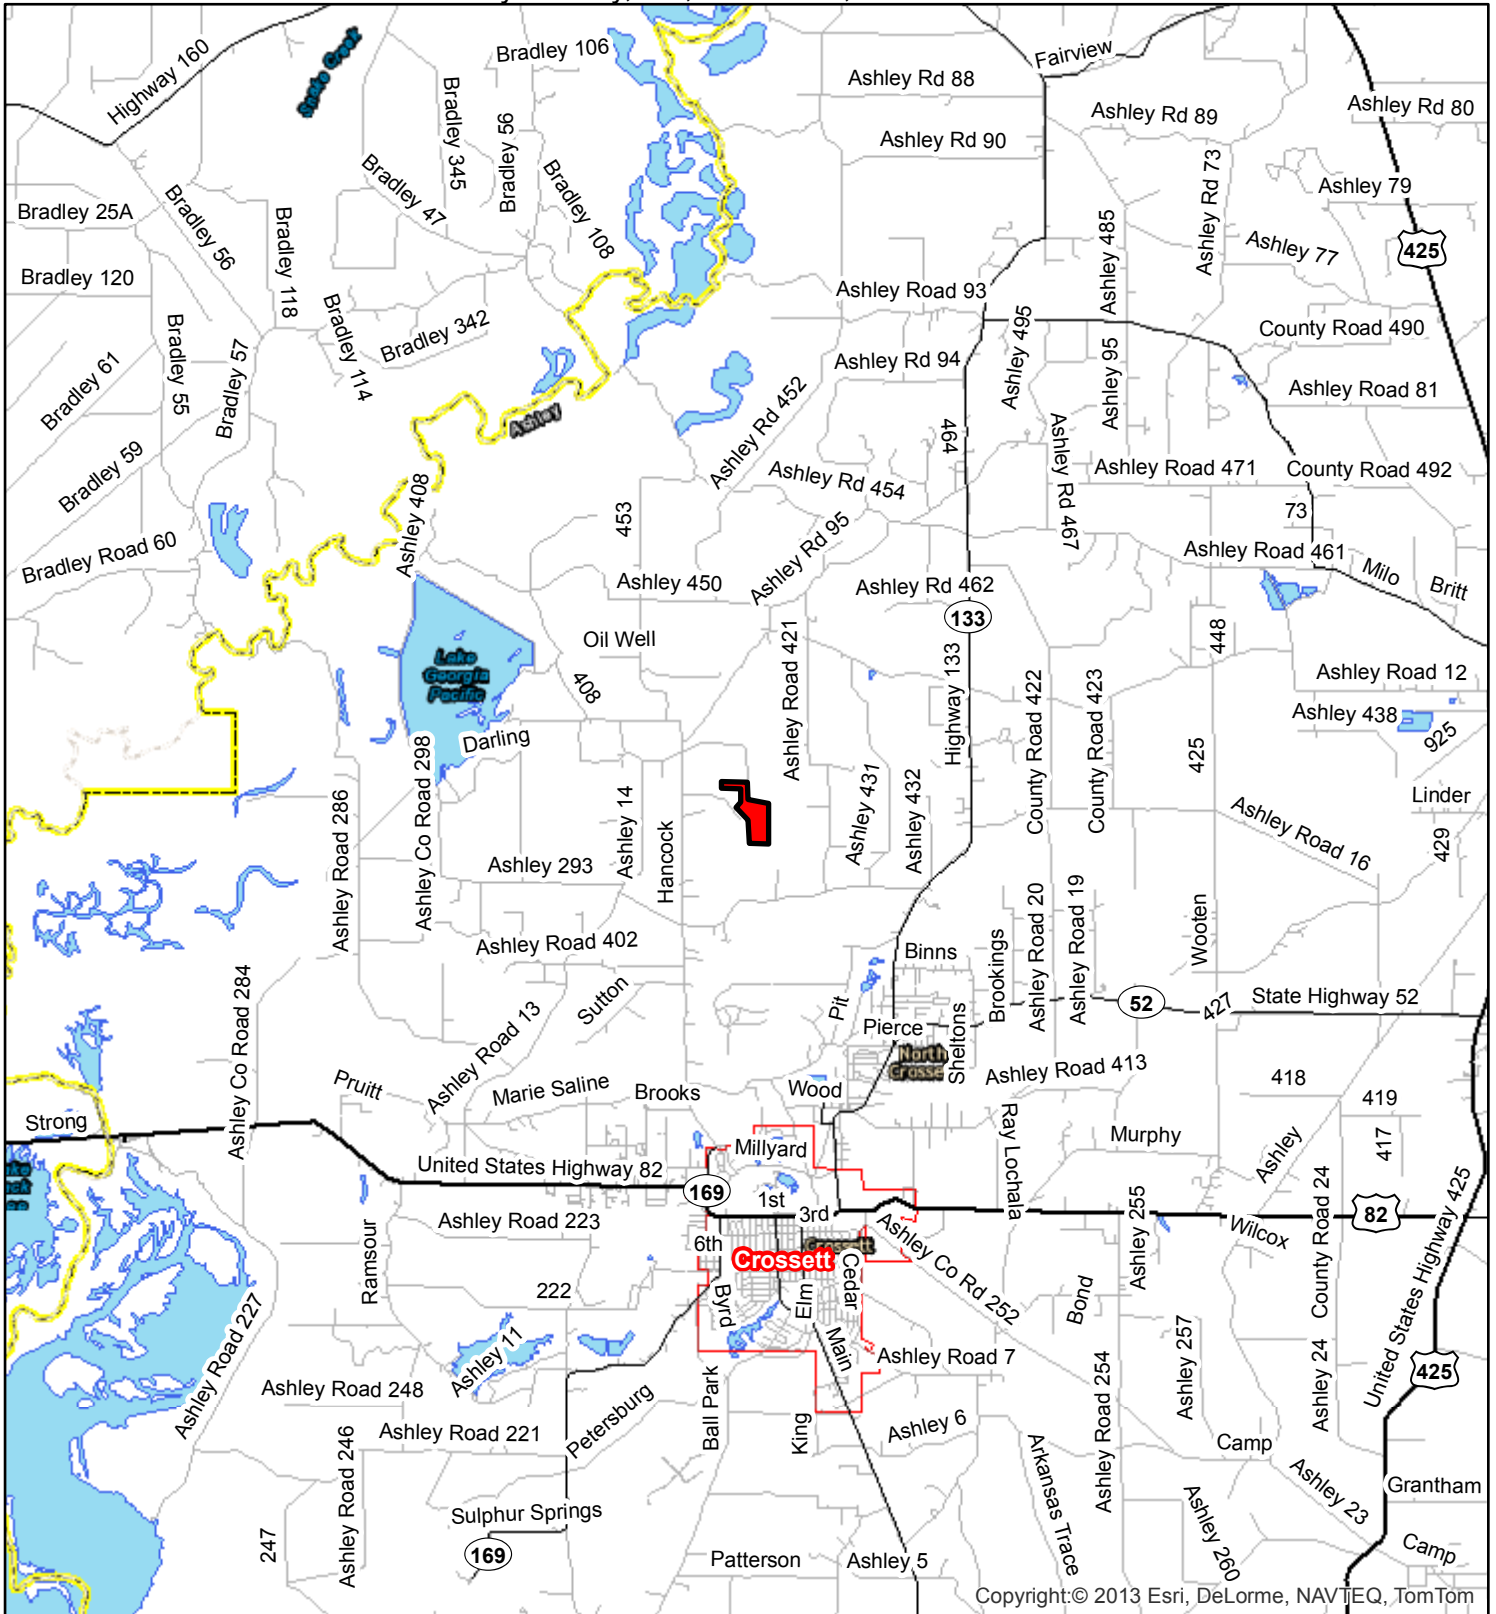 Bradley 106
Fairview
Highway 160
Snake Creek
Ashley Rd 88
Ashley Rd 80
Bradley 345
Bradley 56
Ashley Rd 89
Ashley Rd 90
Ashley Rd 73
Bradley 47
Bradley 108
Ashley 79
Bradley 25A
Bradley 56
Bradley 118
Ashley 485
Ashley 77
425
Bradley 120
Ashley Road 93
Bradley 342
Bradley 114
Bradley 55
Bradley 57
Ashley 495
Ashley 95
County Road 490
Bradley 61
Ashley Rd 94
Ashley Road 81
Ashley
Ashley Rd 452
464
Bradley 59
Ashley 408
Ashley Rd 454
Ashley Rd 467
Ashley Road 471
County Road 492
453
73
Ashley Rd 95
Bradley Road 60
Ashley Road 461
Milo
Britt
Ashley 450
Ashley Rd 462
133
Oil Well
Ashley Road 421
448
Lake
Georgia
Pacific
408
Highway 133
County Road 422
County Road 423
Ashley Road 12
Ashley 438
925
Darling
425
Ashley Road 286
Ashley Co Road 298
Ashley 14
Hancock
Ashley 431
Ashley 432
Linder
Ashley Road 16
429
Ashley 293
Ashley Road 20
Ashley Road 19
Wooten
Ashley Road 402
Binns
Brookings
Ashley Co Road 284
Sutton
Pit
52
427
State Highway 52
Ashley Road 13
Pierce
Sheltons
North
Crosse
Ashley Road 413
Pruitt
Marie Saline
Brooks
Wood
418
419
Strong
Millyard
Ray Lochala
Murphy
Ashley
417
United States Highway 82
169
1st
3rd
Ashley 255
Wilcox
County Road 24
82
United States Highway 425
Ashley Road 223
6th
Crossett
Crossett
Ashley Co Rd 252
Ramsour
222
Byrd
Elm
Cedar
Bond
Ashley Road 227
Ashley 11
Main
Ashley Road 7
Ashley 257
Ashley 24
425
Ashley Road 248
Ball Park
Ashley Road 254
Ashley Road 221
Petersburg
King
Ashley 6
Camp
Ashley Road 246
Arkansas Trace
Ashley 23
Grantham
Sulphur Springs
247
169
Ashley 260
Patterson
Ashley 5
Camp
Copyright:© 2013 Esri, DeLorme, NAVTEQ, TomTom